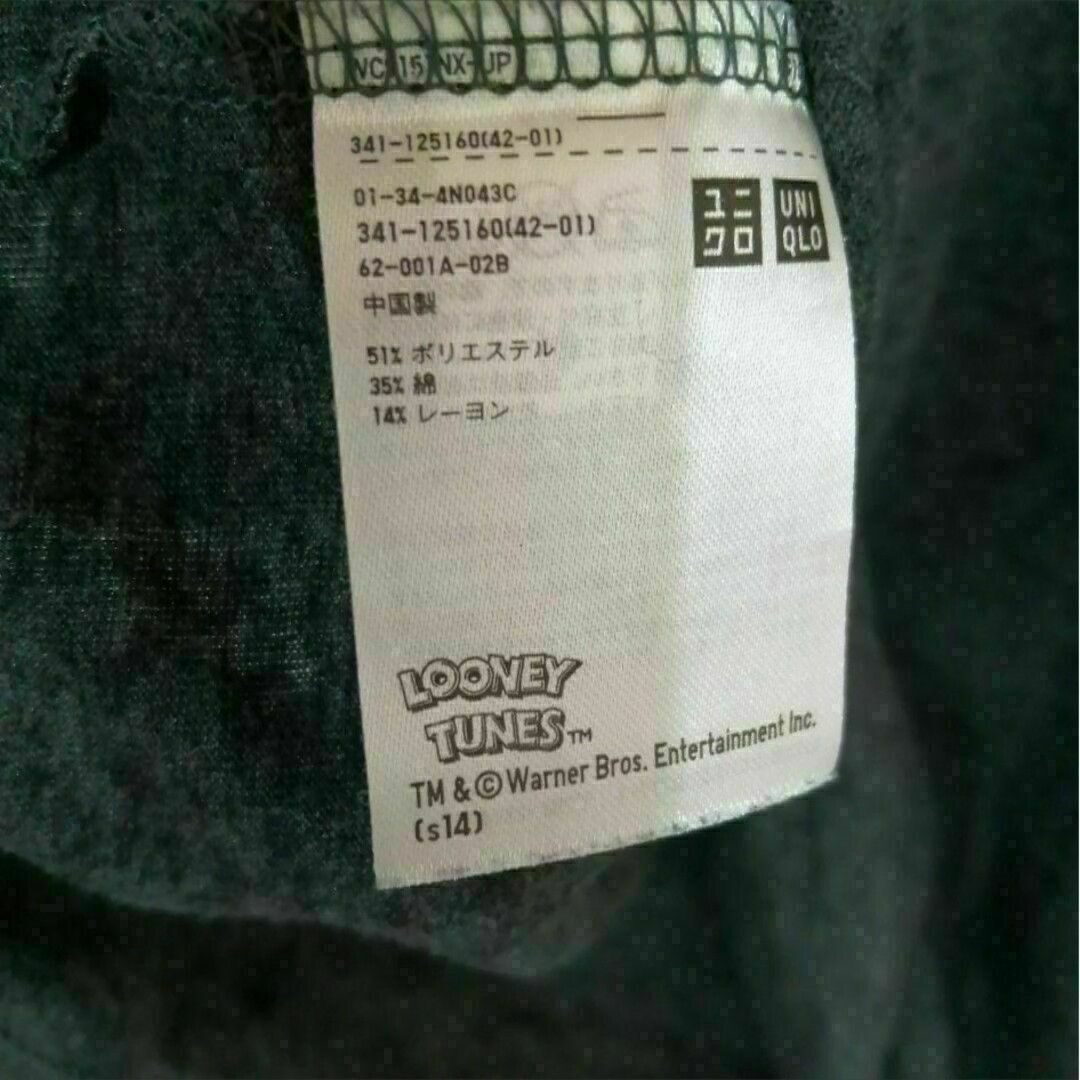 VC 15 NX-JP
341-125160(42-01)
01-34-4N043C
341-125160(42-01)
62-001A-02B
中国製
51% ポリエステル
35% 綿
14% レーヨン
ユニ
クロ
UNI
QLO
LOONEY
TUNES™
TM & © Warner Bros. Entertainment Inc.
(s14)